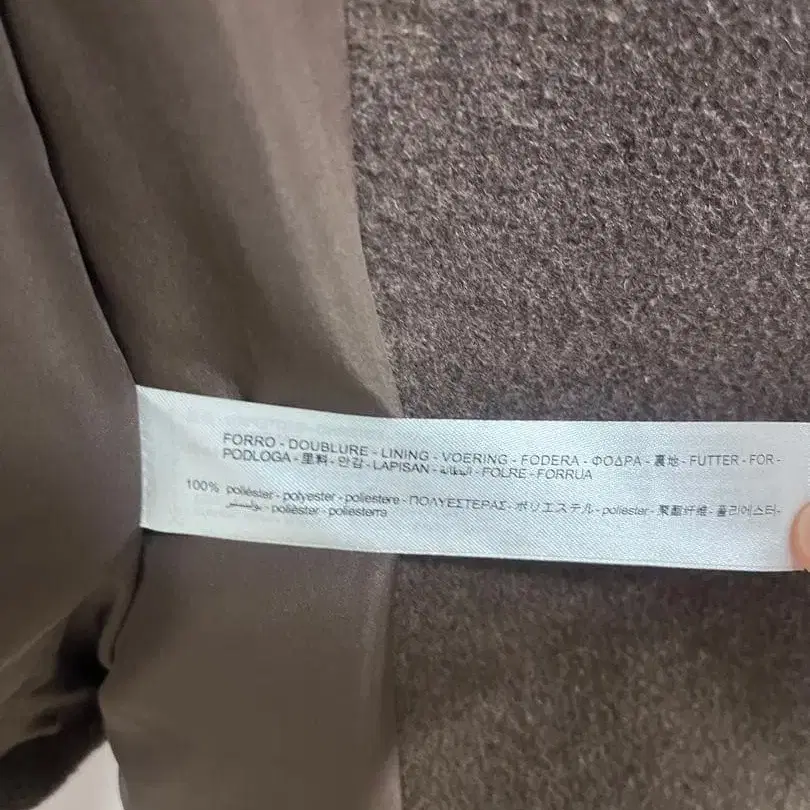 FORRO - DOUBLURE - LINING - VOERING - FODERA - ΦΟΔΡΑ - 裏地 - FUTTER - FOR -
PODLOGA - 里料 - 안감 - LAPISAN - البطانة - FOLRE - FORRUA
100% poliéster - polyester - poliestere - ΠΟΛΥΕΣΤΕΡΑΣ - ポリエステル - poliester - 聚酯纤维 - 폴리에스터 -
بوليستر - polièster - poliesterra